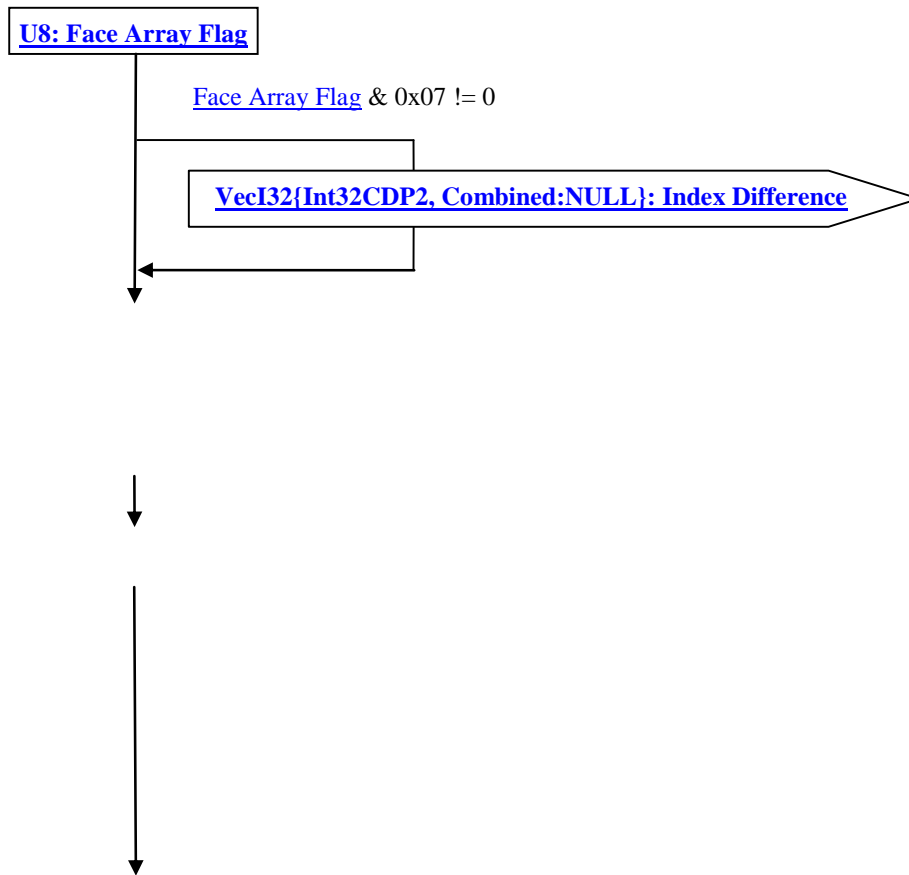 U8: Face Array Flag
Face Array Flag & 0x07 != 0
VecI32{Int32CDP2, Combined:NULL}: Index Difference